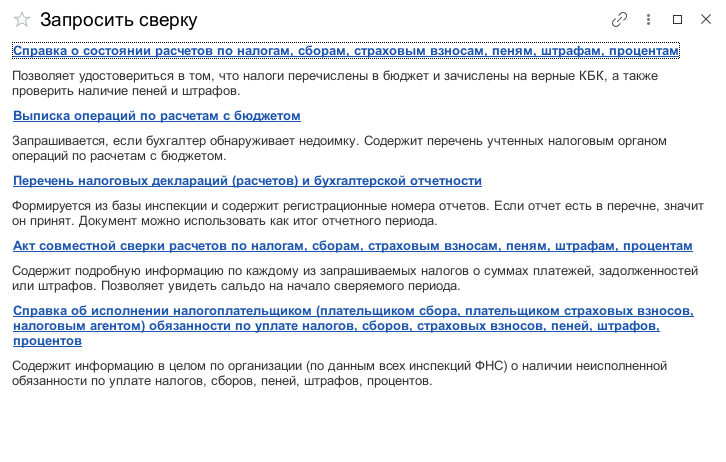 Запросить сверку
Справка о состоянии расчетов по налогам, сборам, страховым взносам, пеням, штрафам, процентам
Позволяет удостовериться в том, что налоги перечислены в бюджет и зачислены на верные КБК, а также
проверить наличие пеней и штрафов.
Выписка операций по расчетам с бюджетом
Запрашивается, если бухгалтер обнаруживает недоимку. Содержит перечень учтенных налоговым органом
операций по расчетам с бюджетом.
Перечень налоговых деклараций (расчетов) и бухгалтерской отчетности
Формируется из базы инспекции и содержит регистрационные номера отчетов. Если отчет есть в перечне, значит
он принят. Документ можно использовать как итог отчетного периода.
Акт совместной сверки расчетов по налогам, сборам, страховым взносам, пеням, штрафам, процентам
Содержит подробную информацию по каждому из запрашиваемых налогов о суммах платежей, задолженностей
или штрафов. Позволяет увидеть сальдо на начало сверяемого периода.
Справка об исполнении налогоплательщиком (плательщиком сбора, плательщиком страховых взносов,
налоговым агентом) обязанности по уплате налогов, сборов, страховых взносов, пеней, штрафов,
процентов
Содержит информацию в целом по организации (по данным всех инспекций ФНС) о наличии неисполненной
обязанности по уплате налогов, сборов, пеней, штрафов, процентов.